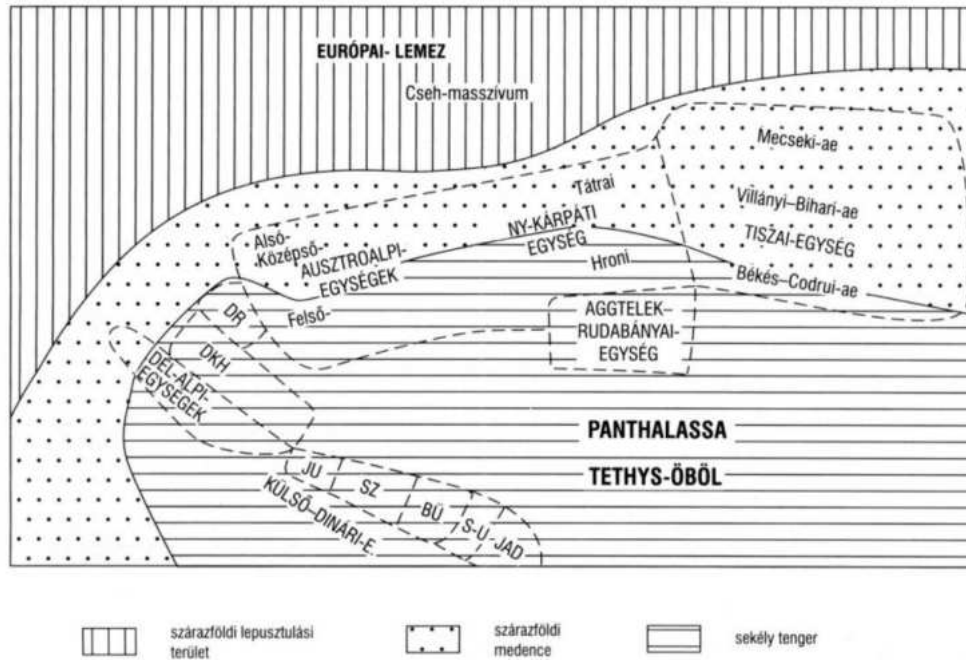 EURÓPAI- LEMEZ
Cseh-masszívum
Mecseki-ae
Villányi–Bihari-ae
TISZAI-EGYSÉG
Békés–Codrui-ae
Tátrai
NY-KÁRPÁTI
EGYSÉG
Hroni
Alsó-
Középső-
AUSZTROALPI-
EGYSÉGEK
Felső-
AGGTELEK–
RUDABÁNYAI-
EGYSÉG
DR
DKH
DÉL-ALPI-
EGYSÉGEK
PANTHALASSA
TETHYS-ÖBÖL
JU
SZ
BÜ
S-U
JAD
KÜLSŐ–DINÁRI-E.
szárazföldi lepusztulási
terület
szárazföldi
medence
sekély tenger